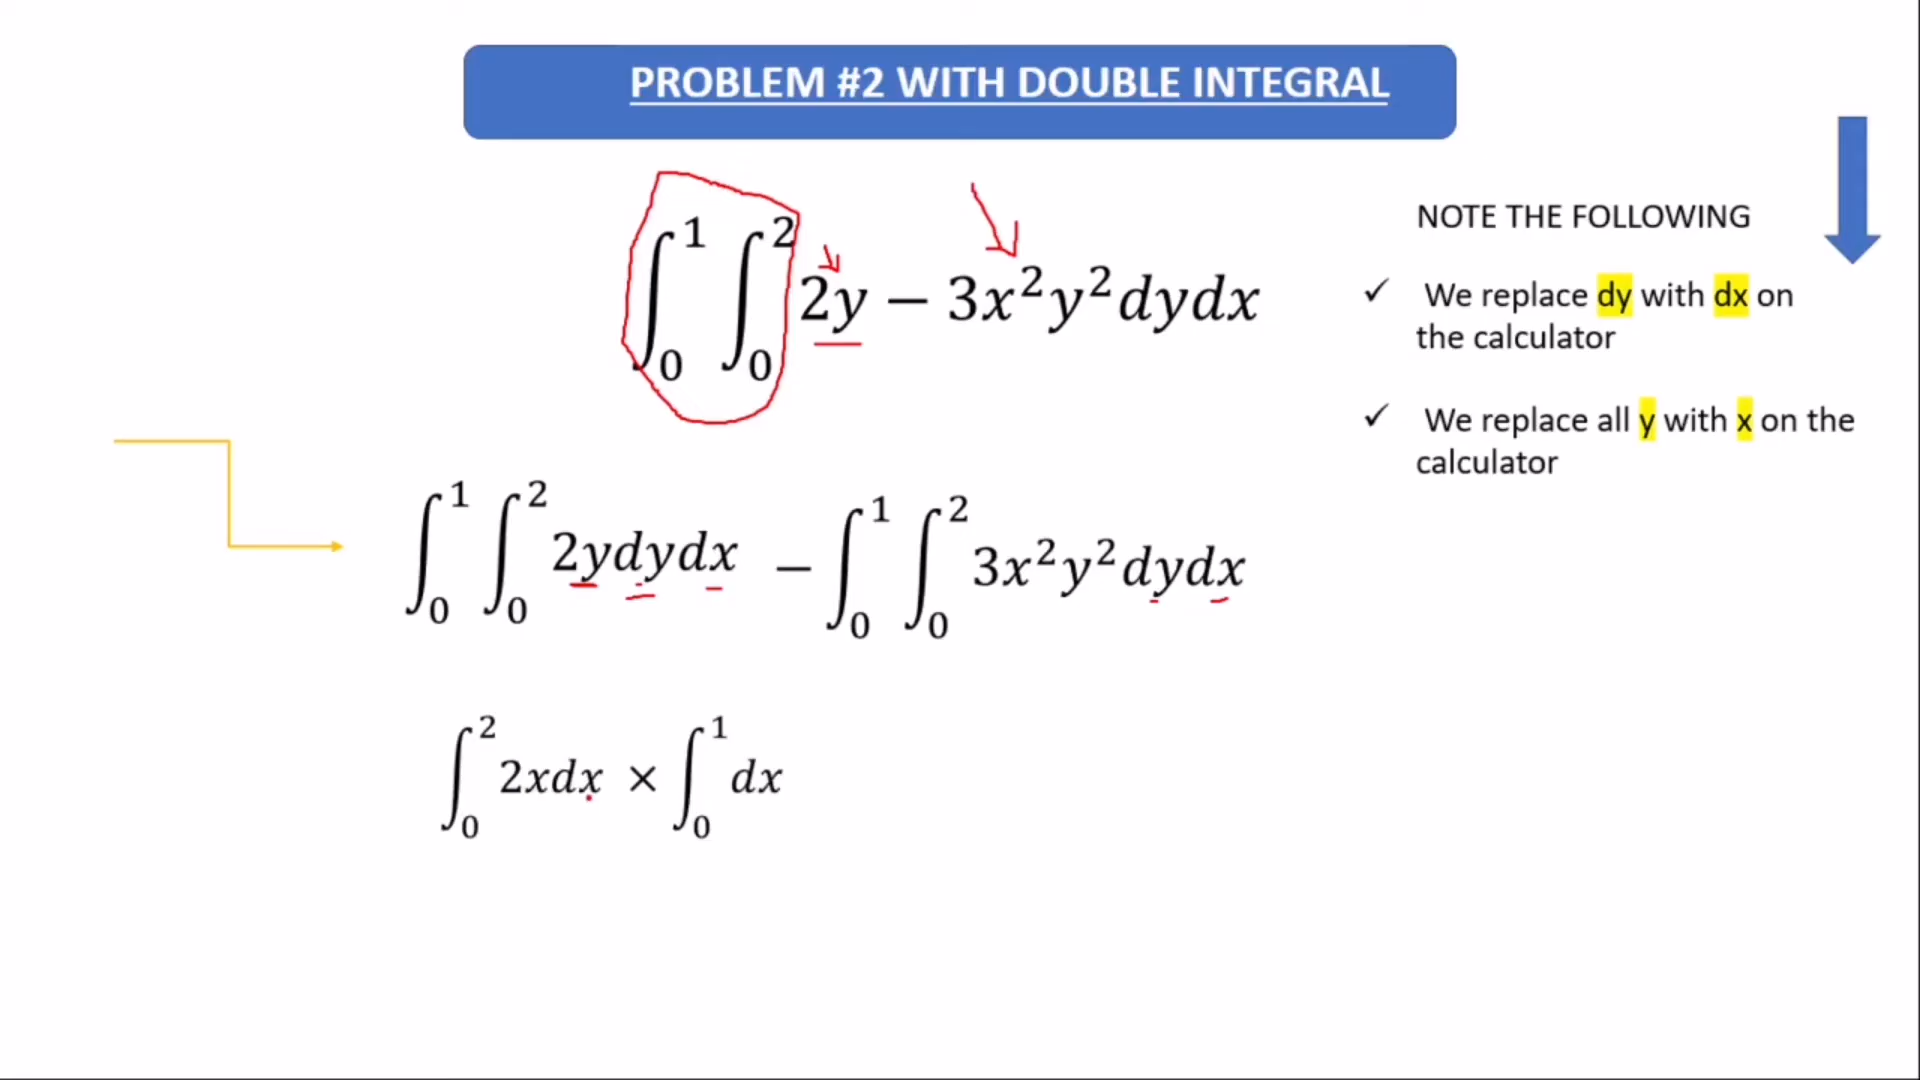 PROBLEM #2 WITH DOUBLE INTEGRAL
∫₀¹ ∫₀² 2y − 3x²y²dydx
NOTE THE FOLLOWING
✓ We replace dy with dx on
the calculator
✓ We replace all y with x on the
calculator
∫₀¹ ∫₀² 2ydydx − ∫₀¹ ∫₀² 3x²y²dydx
∫₀² 2xdx × ∫₀¹ dx